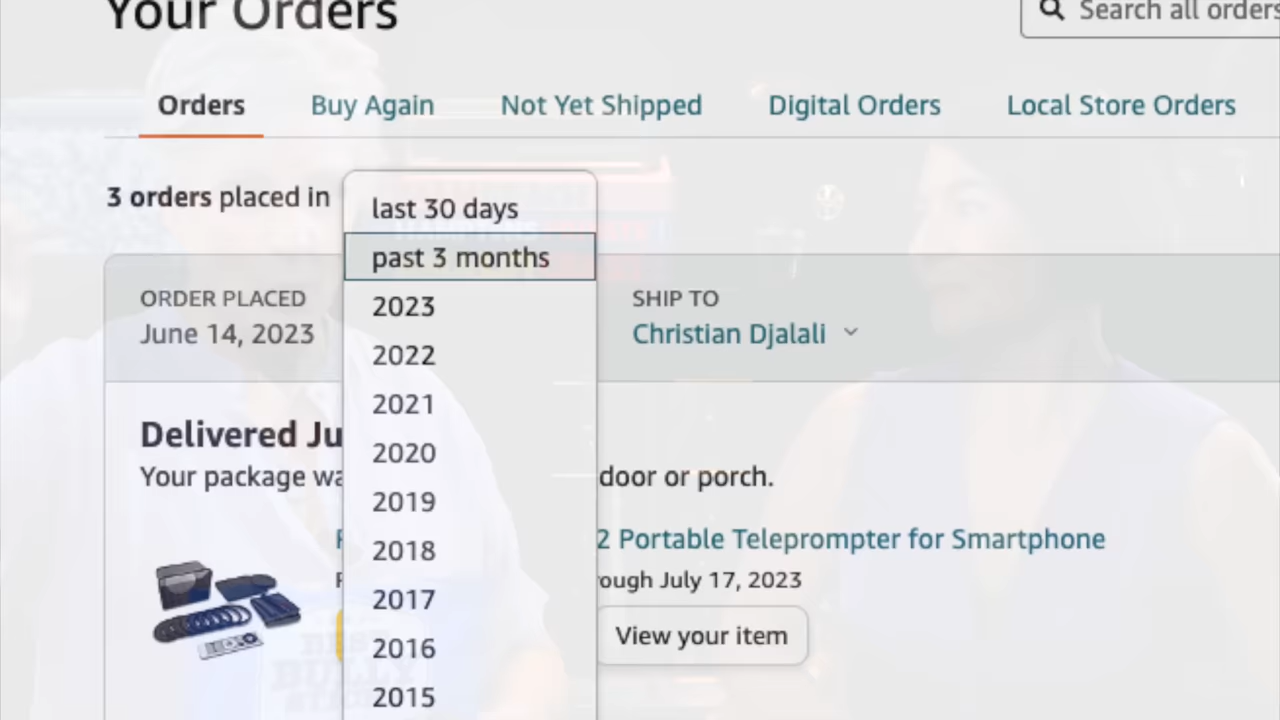 Your Orders
Search all orders
Orders
Buy Again
Not Yet Shipped
Digital Orders
Local Store Orders
3 orders placed in
last 30 days
past 3 months
2023
2022
2021
2020
2019
2018
2017
2016
2015
ORDER PLACED
June 14, 2023
SHIP TO
Christian Djalali
Delivered Ju
Your package wa
door or porch.
2 Portable Teleprompter for Smartphone
rough July 17, 2023
View your item
BEST
BULLY
STICKS